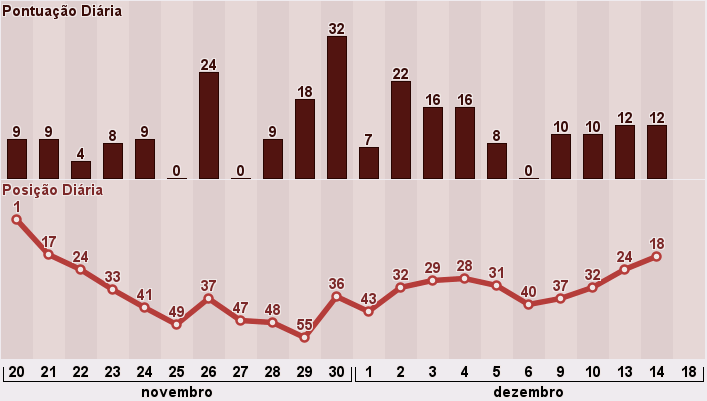 Pontuação Diária
9 9 4 8 9 0 24 0 9 18 32 7 22 16 16 8 0 10 10 12 12
Posição Diária
1 17 24 33 41 49 37 47 48 55 36 43 32 29 28 31 40 37 32 24 18
20 21 22 23 24 25 26 27 28 29 30 1 2 3 4 5 6 9 10 13 14 18
novembro dezembro